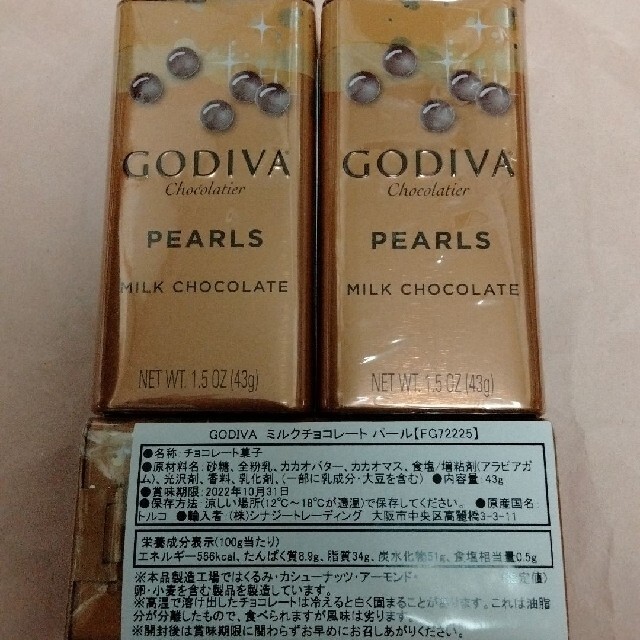 GODIVA
Chocolatier
PEARLS
MILK CHOCOLATE
NET WT. 1.5 OZ (43g)
GODIVA
Chocolatier
PEARLS
MILK CHOCOLATE
NET WT. 1.5 OZ (43g)
GODIVA ミルクチョコレート パール【FG72225】
●名称: チョコレート菓子
●原材料名: 砂糖、全粉乳、カカオバター、カカオマス、食塩/増粘剤(アラビアガ
ム)、光沢剤、香料、乳化剤、(一部に乳成分・大豆を含む) ●内容量: 43g
●賞味期限: 2022年10月31日
●保存方法: 涼しい場所(12℃～18℃が適温)で保存してください。 ●原産国名:
トルコ ●輸入者: (株)シナジートレーディング 大阪市中央区高麗橋3-3-11
栄養成分表示(100g当たり)
エネルギー556kcal、たんぱく質8.9g、脂質34g、炭水化物51g、食塩相当量0.5g
※本品製造工場ではくるみ・カシューナッツ・アーモンド・
卵・小麦を含む製品を製造しています。
※高温で溶け出したチョコレートは冷えると白く固まることがあります。これは油脂
分が分離したもので、食べられますが風味は劣ります。
※開封後は賞味期限に関わらずお早めにお召しあがりください。